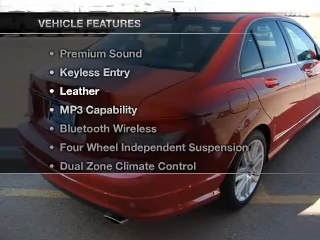 VEHICLE FEATURES
• Premium Sound
• Keyless Entry
• Leather
• MP3 Capability
• Bluetooth Wireless
• Four Wheel Independent Suspension
• Dual Zone Climate Control